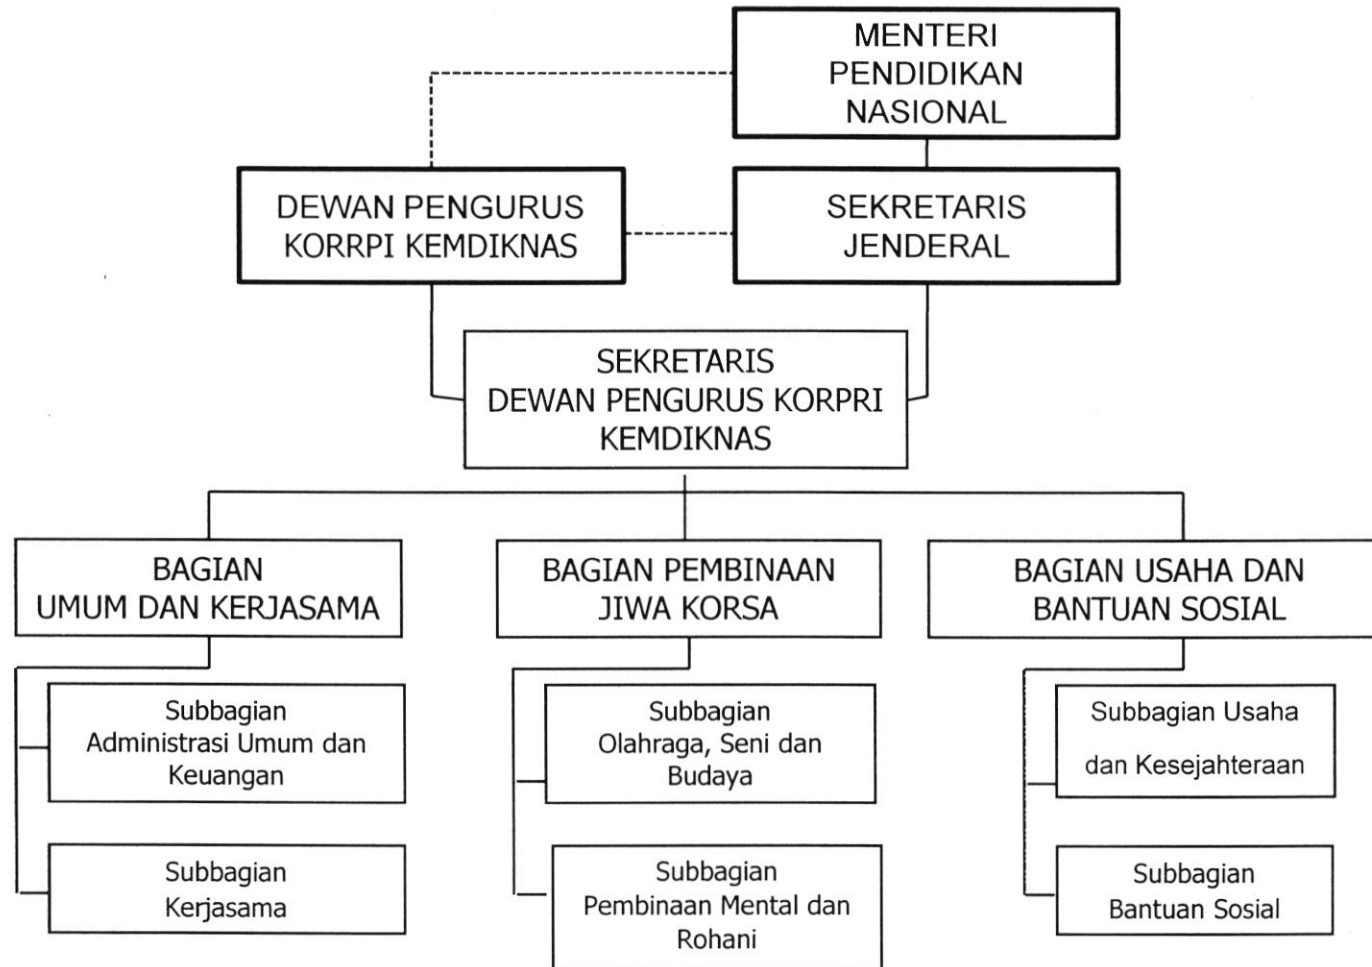 MENTERI
PENDIDIKAN
NASIONAL
DEWAN PENGURUS
KORRPI KEMDIKNAS
SEKRETARIS
JENDERAL
SEKRETARIS
DEWAN PENGURUS KORPRI
KEMDIKNAS
BAGIAN
UMUM DAN KERJASAMA
BAGIAN PEMBINAAN
JIWA KORSA
BAGIAN USAHA DAN
BANTUAN SOSIAL
Subbagian
Administrasi Umum dan
Keuangan
Subbagian
Olahraga, Seni dan
Budaya
Subbagian Usaha
dan Kesejahteraan
Subbagian
Kerjasama
Subbagian
Pembinaan Mental dan
Rohani
Subbagian
Bantuan Sosial